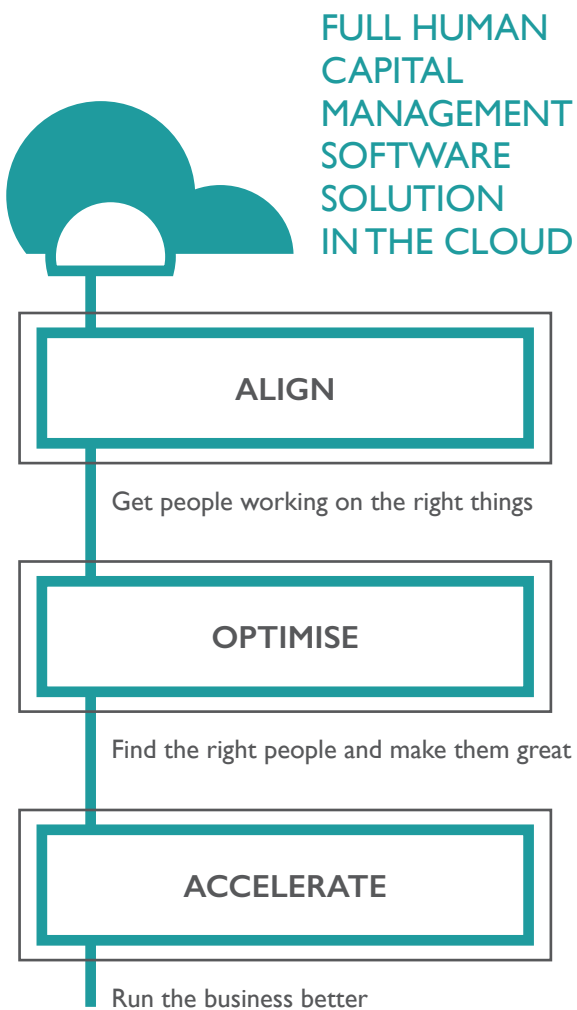 FULL HUMAN
CAPITAL
MANAGEMENT
SOFTWARE
SOLUTION
IN THE CLOUD
ALIGN
Get people working on the right things
OPTIMISE
Find the right people and make them great
ACCELERATE
Run the business better